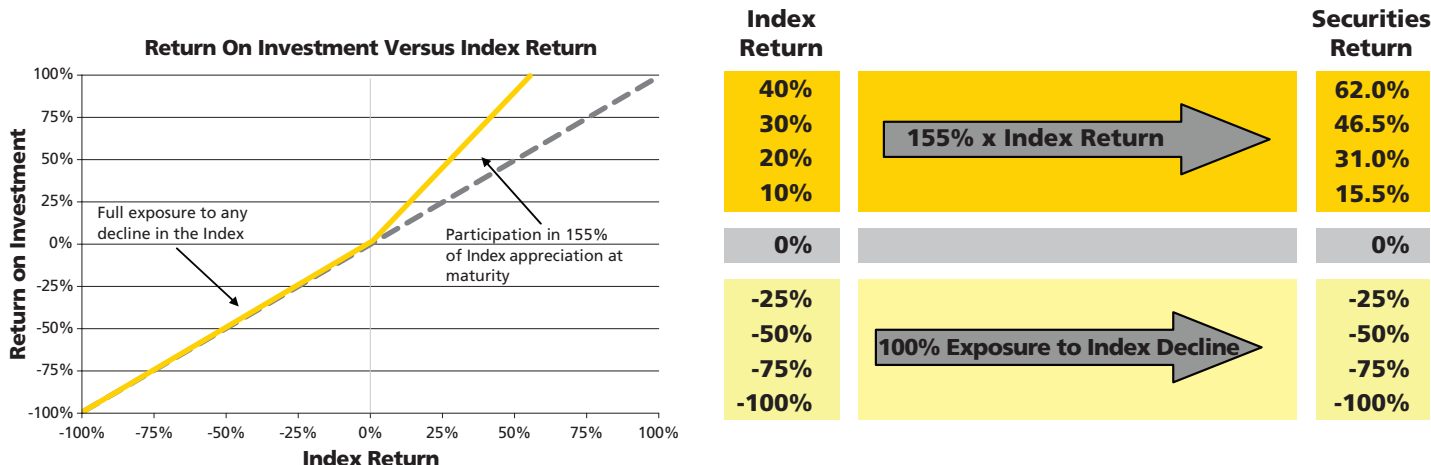 Return On Investment Versus Index Return
Return on Investment
100%
75%
50%
25%
0%
-25%
-50%
-75%
-100%
Full exposure to any
decline in the Index
Participation in 155%
of Index appreciation at
maturity
-100% -75% -50% -25% 0% 25% 50% 75% 100%
Index Return
Index
Return
Securities
Return
40%
30%
20%
10%
155% x Index Return
62.0%
46.5%
31.0%
15.5%
0%
0%
-25%
-50%
-75%
-100%
100% Exposure to Index Decline
-25%
-50%
-75%
-100%